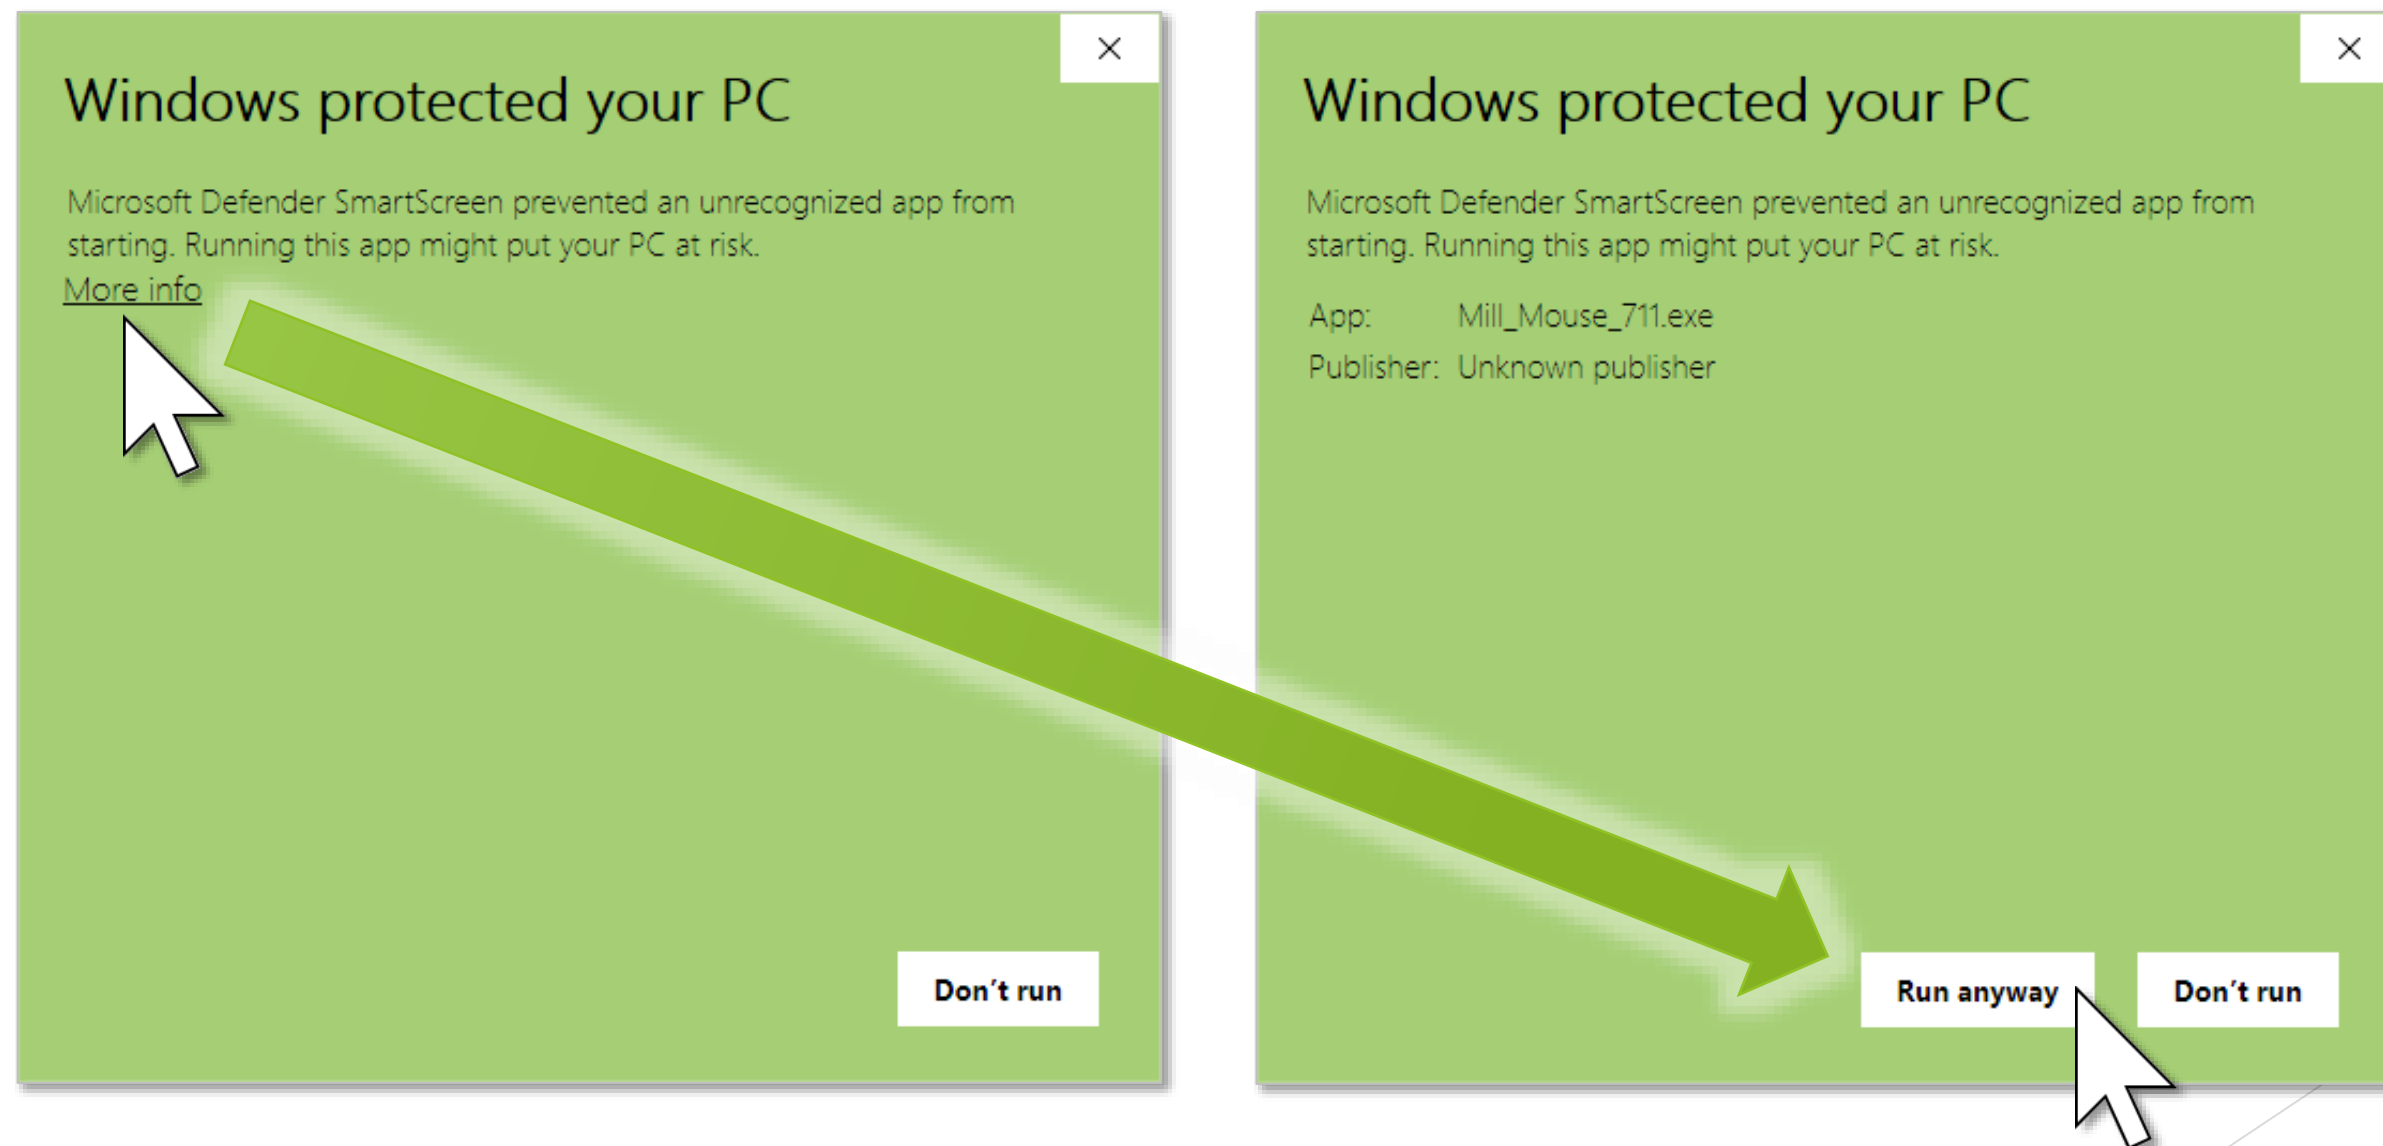 Windows protected your PC
Microsoft Defender SmartScreen prevented an unrecognized app from
starting. Running this app might put your PC at risk.
More info
Don't run
Windows protected your PC
Microsoft Defender SmartScreen prevented an unrecognized app from
starting. Running this app might put your PC at risk.
App: Mill_Mouse_711.exe
Publisher: Unknown publisher
Run anyway Don't run